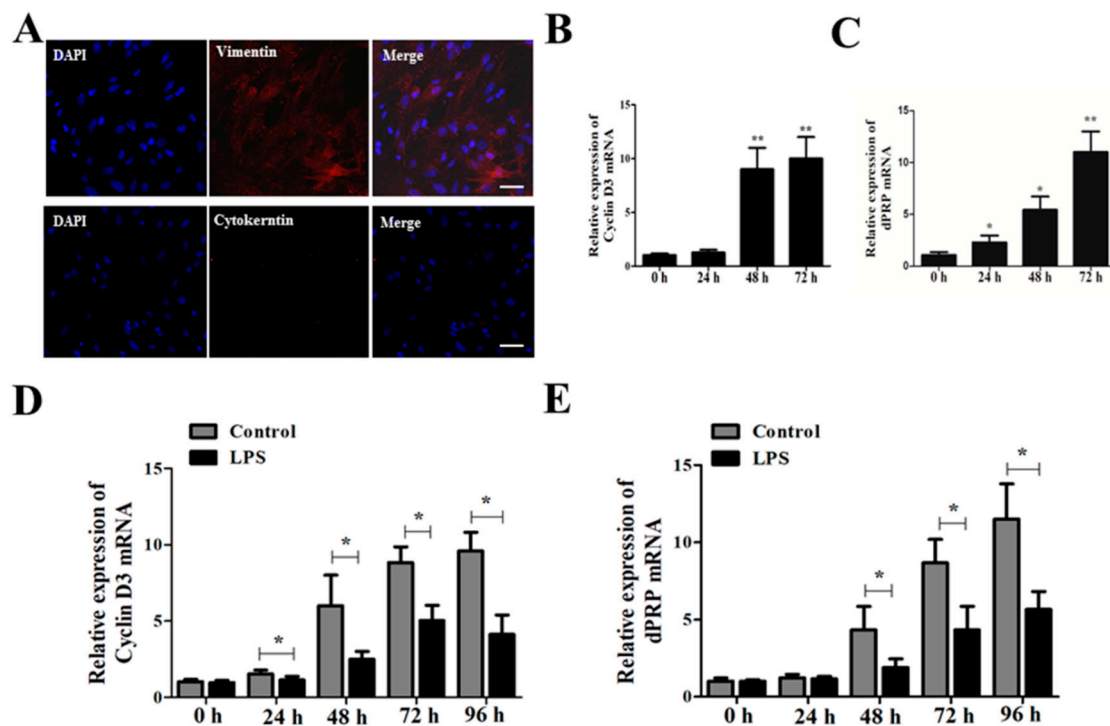 A
DAPI
Vimentin
Merge
DAPI
Cytokerntin
Merge
B
Relative expression of
Cyclin D3 mRNA
15
10
5
0
**
**
0 h 24 h 48 h 72 h
C
Relative expression of
dPRP mRNA
15
10
5
0
*
*
**
0 h 24 h 48 h 72 h
D
Control
LPS
Relative expression of
Cyclin D3 mRNA
15
10
5
0
*
*
*
*
0 h 24 h 48 h 72 h 96 h
E
Control
LPS
Relative expression of
dPRP mRNA
15
10
5
0
*
*
*
0 h 24 h 48 h 72 h 96 h